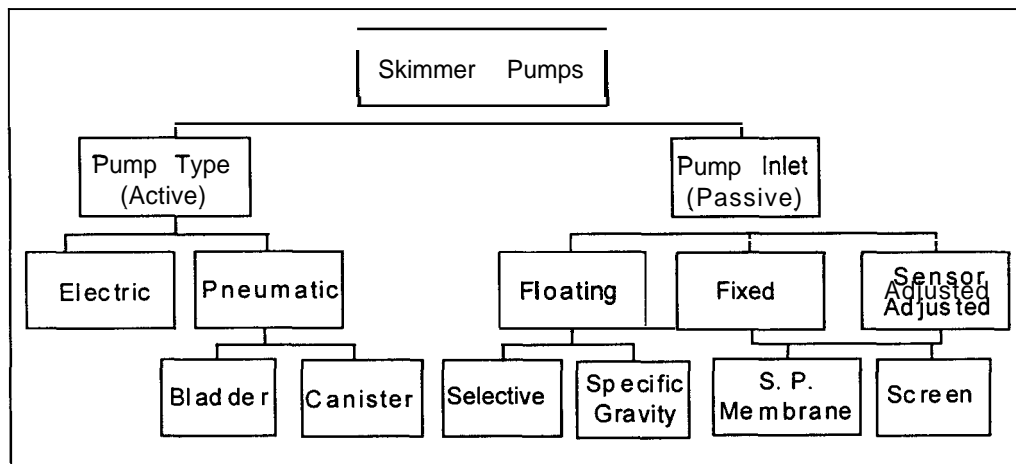 Skimmer Pumps
Pump Type
(Active)
Pump Inlet
(Passive)
Electric
Pneumatic
Floating
Fixed
Sensor
Adjusted
Adjusted
Bladder
Canister
Selective
Specific
Gravity
S. P.
Membrane
Screen